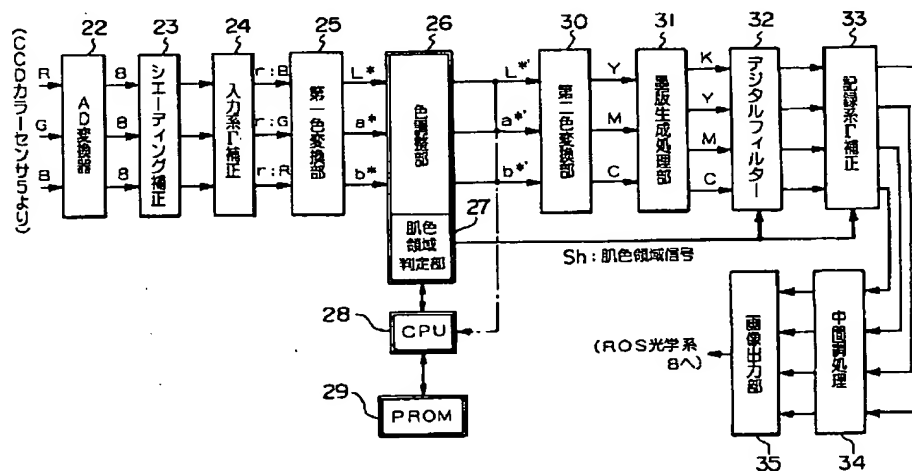 22
23
24
25
26
30
31
32
33
(CCDカラーセンサ5より)
R
G
B
AD変換器
8
8
8
シェーディング補正
入力系Γ補正
r:B
r:G
r:R
第一色変換部
L*
a*
b*
色調整部
27
肌色
領域
判定部
L*'
a*'
b*'
第二色変換部
Y
M
C
墨版生成処理部
K
Y
M
C
デジタルフィルター
記録系Γ補正
Sh:肌色領域信号
28
CPU
29
PROM
(ROS光学系
8へ)
画像出力部
中間調処理
35
34